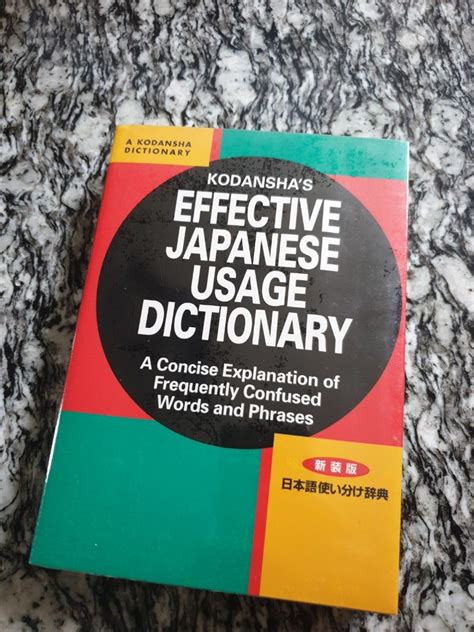 A KODANSHA
DICTIONARY
KODANSHA'S
EFFECTIVE
JAPANESE
USAGE
DICTIONARY
A Concise Explanation of
Frequently Confused
Words and Phrases
新装版
日本語使い分け辞典